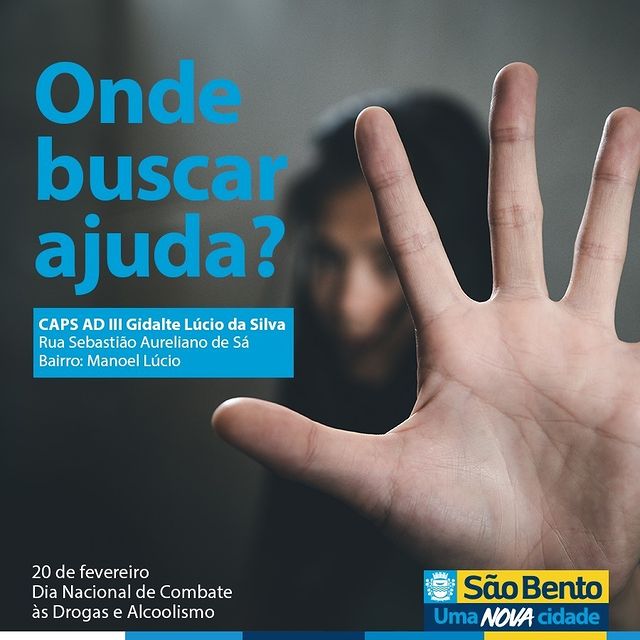 Onde
buscar
ajuda?
CAPS AD III Gidalte Lúcio da Silva
Rua Sebastião Aureliano de Sá
Bairro: Manoel Lúcio
20 de fevereiro
Dia Nacional de Combate
às Drogas e Alcoolismo
São Bento
Uma NOVA cidade